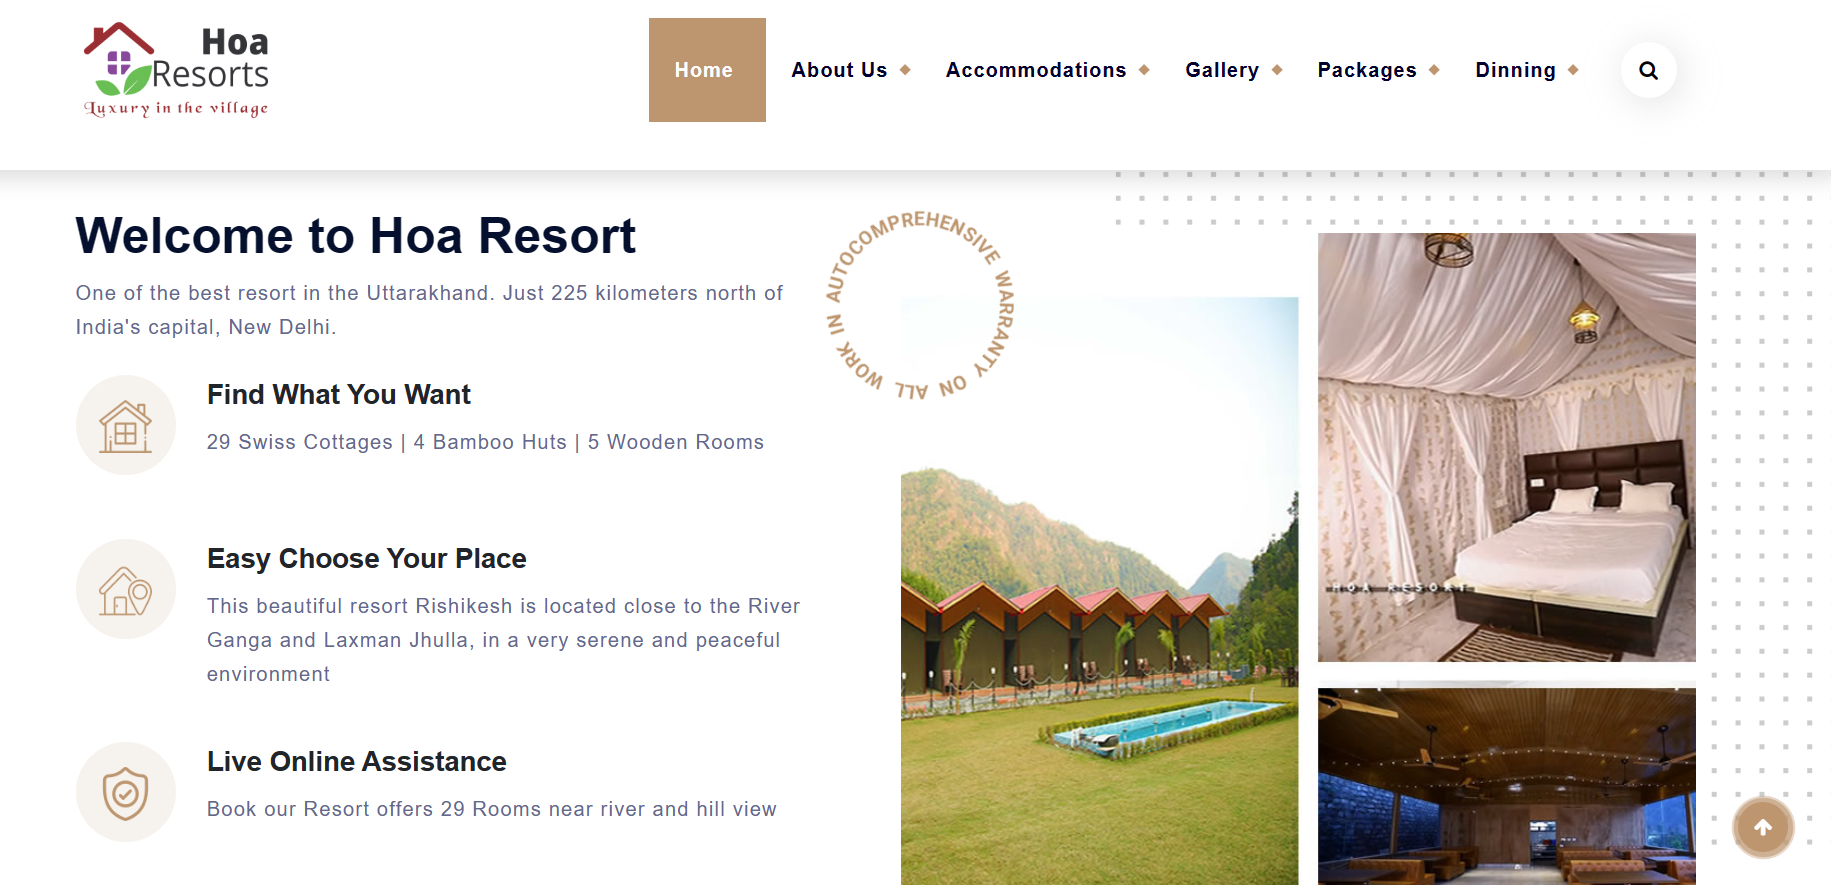 Hoa
Resorts
Luxury in the village
Home
About Us
Accommodations
Gallery
Packages
Dinning
Welcome to Hoa Resort
One of the best resort in the Uttarakhand. Just 225 kilometers north of
India's capital, New Delhi.
Find What You Want
29 Swiss Cottages | 4 Bamboo Huts | 5 Wooden Rooms
Easy Choose Your Place
This beautiful resort Rishikesh is located close to the River
Ganga and Laxman Jhulla, in a very serene and peaceful
environment
Live Online Assistance
Book our Resort offers 29 Rooms near river and hill view
AUTOCOMPREHENSIVE WARRANTY ON ALL WORK IN
HOA RESORT